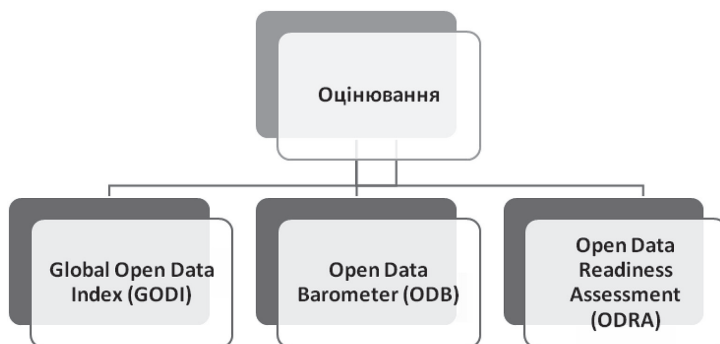 Оцінювання
Global Open Data
Index (GODI)
Open Data
Barometer (ODB)
Open Data
Readiness
Assessment
(ODRA)